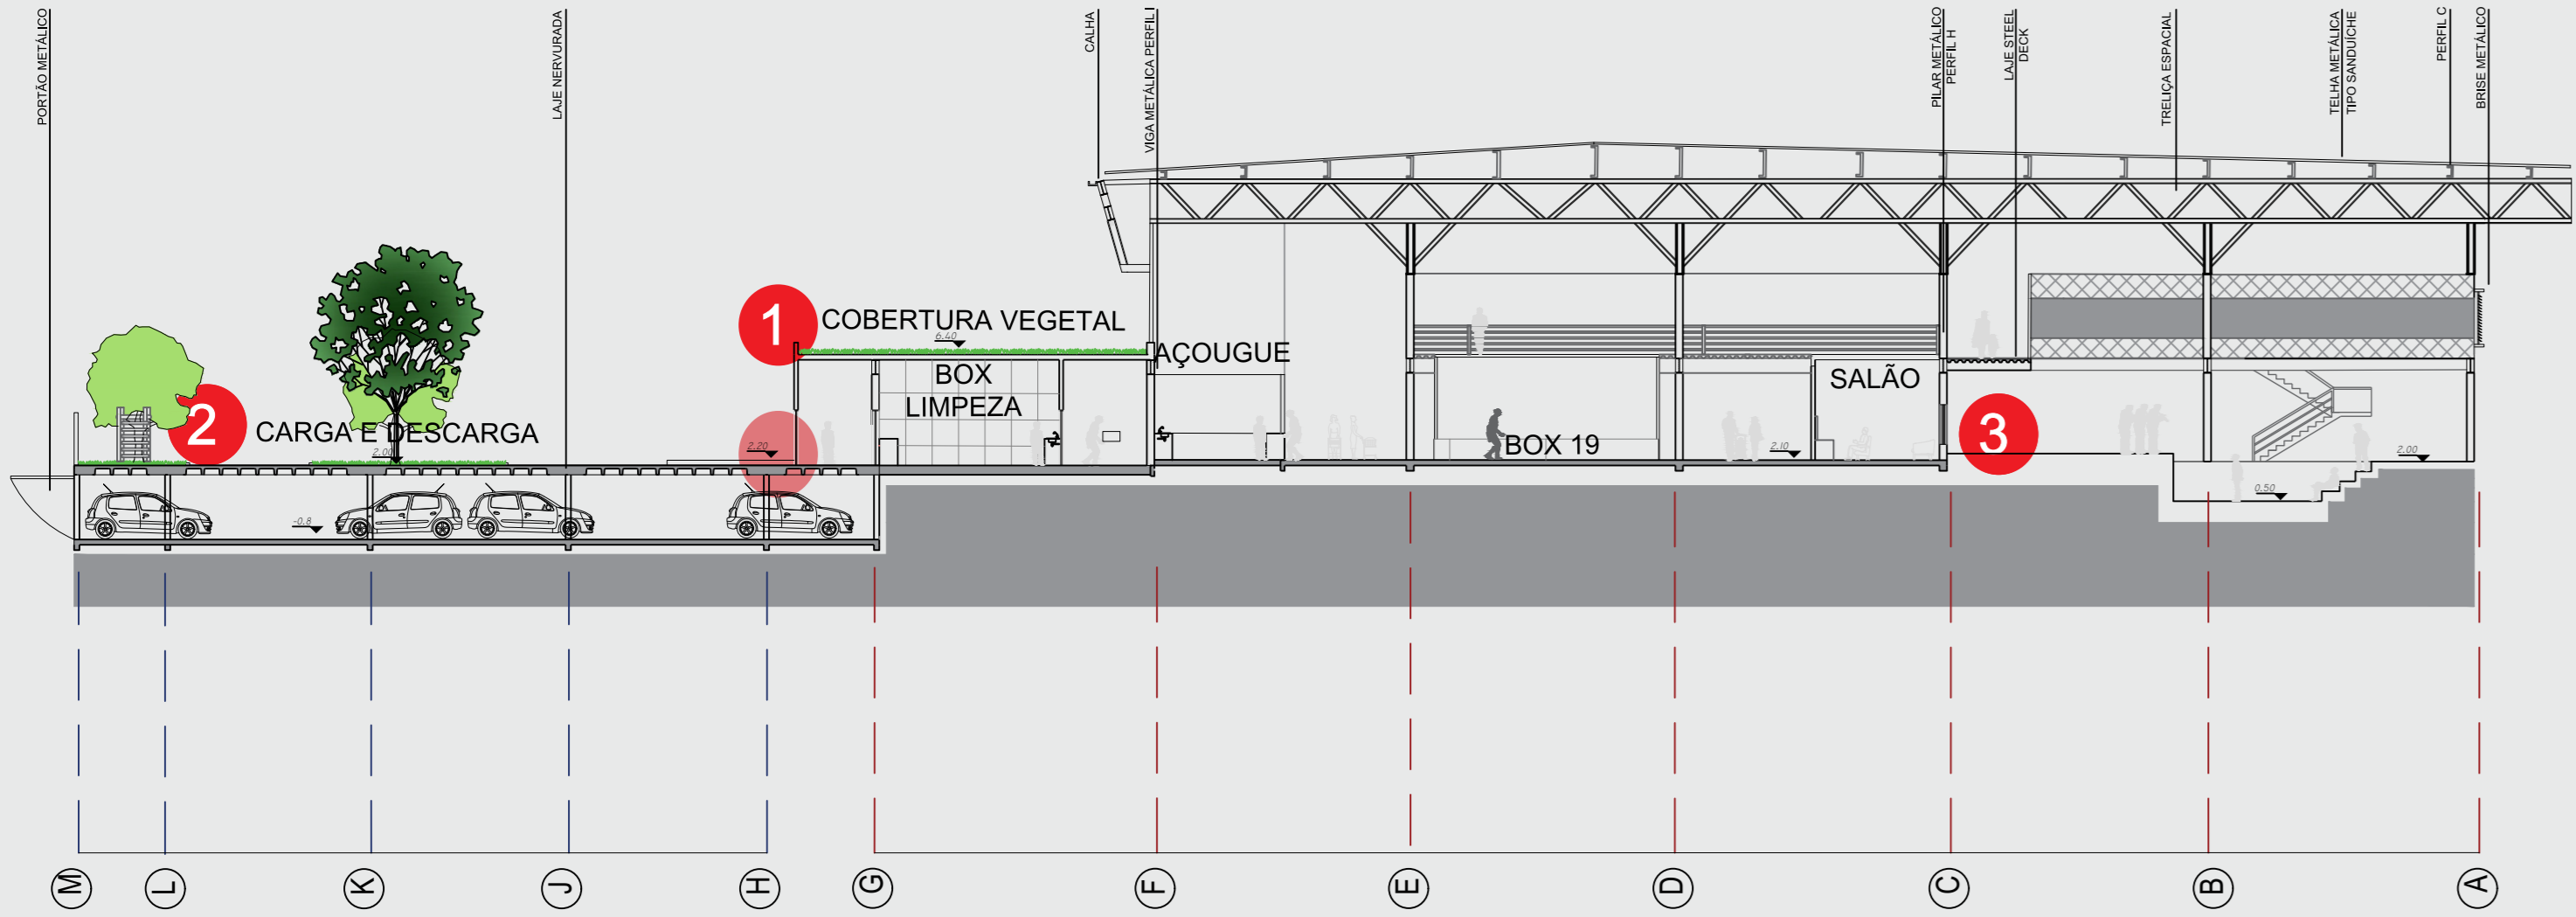 PORTÃO METÁLICO
LAJE NERVURADA
CALHA
VIGA METÁLICA PERFIL I
PILAR METÁLICO
PERFIL H
LAJE STEEL
DECK
TRELIÇA ESPACIAL
TELHA METÁLICA
TIPO SANDUÍCHE
PERFIL C
BRISE METÁLICO
1
COBERTURA VEGETAL
6.40
AÇOUGUE
BOX
LIMPEZA
SALÃO
2
CARGA E DESCARGA
2.00
2.20
BOX 19
2.10
3
2.00
0.50
-0.8
M
L
K
J
H
G
F
E
D
C
B
A